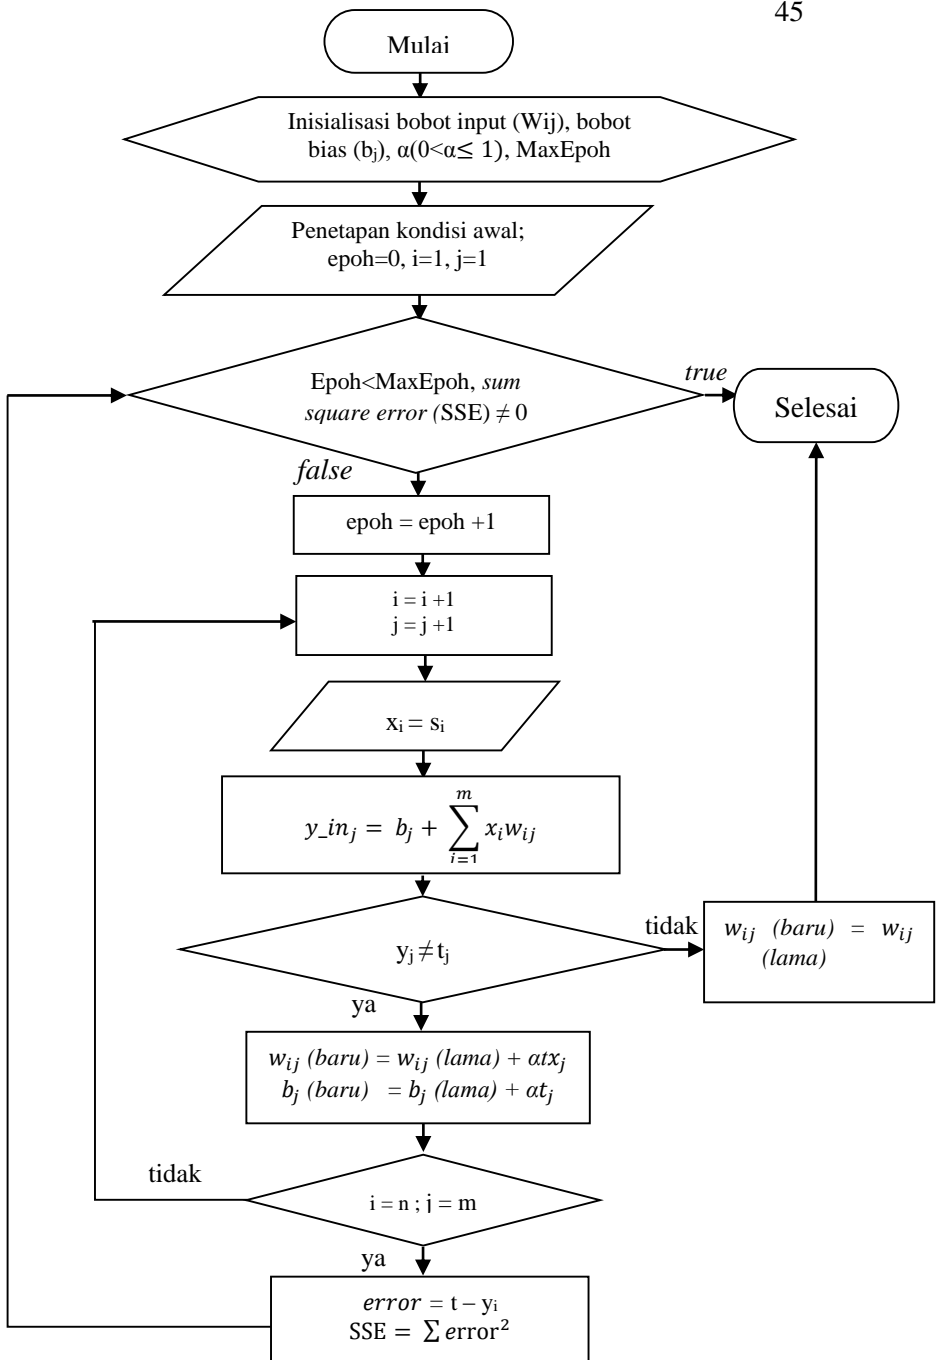 45
Mulai
Inisialisasi bobot input (Wij), bobot
bias (bj), α(0<α≤ 1), MaxEpoh
Penetapan kondisi awal;
epoh=0, i=1, j=1
Epoh<MaxEpoh, sum
square error (SSE) ≠ 0
true
Selesai
false
epoh = epoh +1
i = i +1
j = j +1
xi = si
y_inj = bj + ∑_{i=1}^{m} xiwij
yj ≠ tj
tidak
wij (baru) = wij
(lama)
ya
wij (baru) = wij (lama) + αtxj
bj (baru) = bj (lama) + αtj
tidak
i = n ; j = m
ya
error = t – yi
SSE = ∑ error²